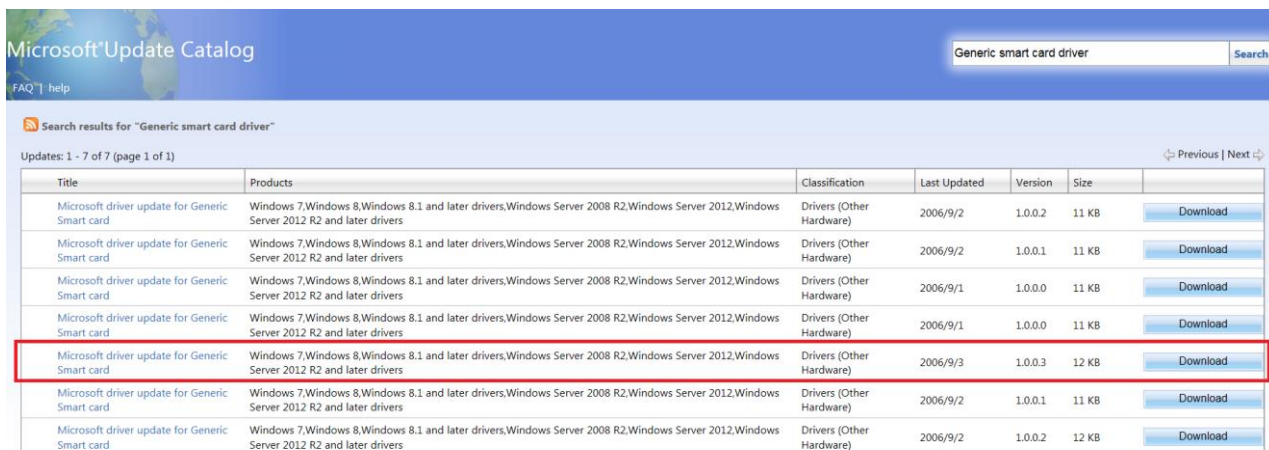 Microsoft® Update Catalog
Generic smart card driver
Search
FAQ | help
Search results for "Generic smart card driver"
Updates: 1 - 7 of 7 (page 1 of 1)
Previous | Next
Title Products Classification Last Updated Version Size
Microsoft driver update for Generic Windows 7,Windows 8,Windows 8.1 and later drivers,Windows Server 2008 R2,Windows Server 2012,Windows Drivers (Other
Smart card Server 2012 R2 and later drivers Hardware) 2006/9/2 1.0.0.2 11 KB Download
Microsoft driver update for Generic Windows 7,Windows 8,Windows 8.1 and later drivers,Windows Server 2008 R2,Windows Server 2012,Windows Drivers (Other
Smart card Server 2012 R2 and later drivers Hardware) 2006/9/2 1.0.0.1 11 KB Download
Microsoft driver update for Generic Windows 7,Windows 8,Windows 8.1 and later drivers,Windows Server 2008 R2,Windows Server 2012,Windows Drivers (Other
Smart card Server 2012 R2 and later drivers Hardware) 2006/9/1 1.0.0.0 11 KB Download
Microsoft driver update for Generic Windows 7,Windows 8,Windows 8.1 and later drivers,Windows Server 2008 R2,Windows Server 2012,Windows Drivers (Other
Smart card Server 2012 R2 and later drivers Hardware) 2006/9/1 1.0.0.0 11 KB Download
Microsoft driver update for Generic Windows 7,Windows 8,Windows 8.1 and later drivers,Windows Server 2008 R2,Windows Server 2012,Windows Drivers (Other
Smart card Server 2012 R2 and later drivers Hardware) 2006/9/3 1.0.0.3 12 KB Download
Microsoft driver update for Generic Windows 7,Windows 8,Windows 8.1 and later drivers,Windows Server 2008 R2,Windows Server 2012,Windows Drivers (Other
Smart card Server 2012 R2 and later drivers Hardware) 2006/9/2 1.0.0.1 11 KB Download
Microsoft driver update for Generic Windows 7,Windows 8,Windows 8.1 and later drivers,Windows Server 2008 R2,Windows Server 2012,Windows Drivers (Other
Smart card Server 2012 R2 and later drivers Hardware) 2006/9/2 1.0.0.2 12 KB Download